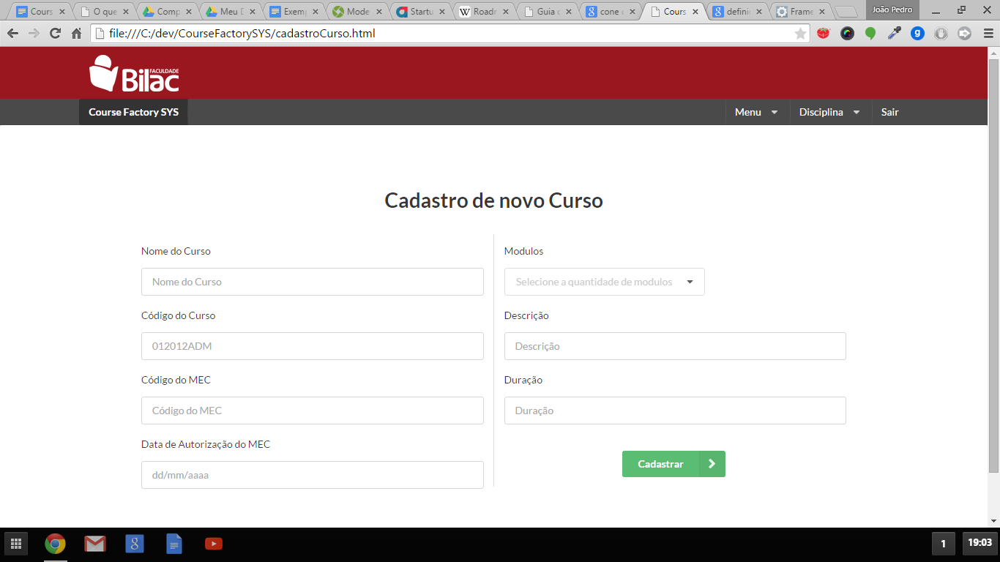 Cours
O que
Comp
Meu D
Exemp
Mode
Startu
W Roadr
Guia d
g cone d
Cours
g defini
Frame
João Pedro
file:///C:/dev/CourseFactorySYS/cadastroCurso.html
g
FACULDADE
Bilac
Course Factory SYS
Menu
Disciplina
Sair
Cadastro de novo Curso
Nome do Curso
Nome do Curso
Código do Curso
012012ADM
Código do MEC
Código do MEC
Data de Autorização do MEC
dd/mm/aaaa
Modulos
Selecione a quantidade de modulos
Descrição
Descrição
Duração
Duração
Cadastrar
g
1
19:03